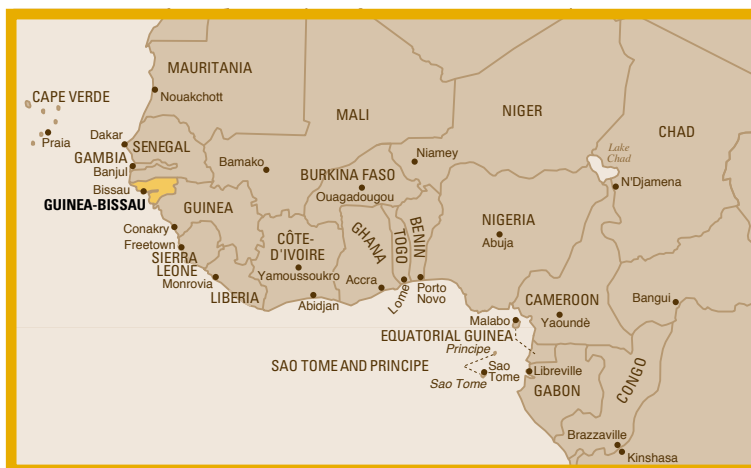 MAURITANIA
CAPE VERDE
Nouakchott
MALI
NIGER
CHAD
Praia
Dakar
SENEGAL
GAMBIA
Banjul
Bamako
Niamey
Lake
Chad
BURKINA FASO
Ouagadougou
N'Djamena
Bissau
GUINEA-BISSAU
GUINEA
NIGERIA
Abuja
BENIN
TOGO
GHANA
CÔTE-
D'IVOIRE
Yamoussoukro
Conakry
Freetown
SIERRA
LEONE
Monrovia
LIBERIA
Abidjan
Accra
Lome
Porto
Novo
CAMEROON
Yaoundè
Bangui
Malabo
EQUATORIAL GUINEA
Principe
SAO TOME AND PRINCIPE
Sao
Tome
Sao Tome
Libreville
GABON
CONGO
Brazzaville
Kinshasa